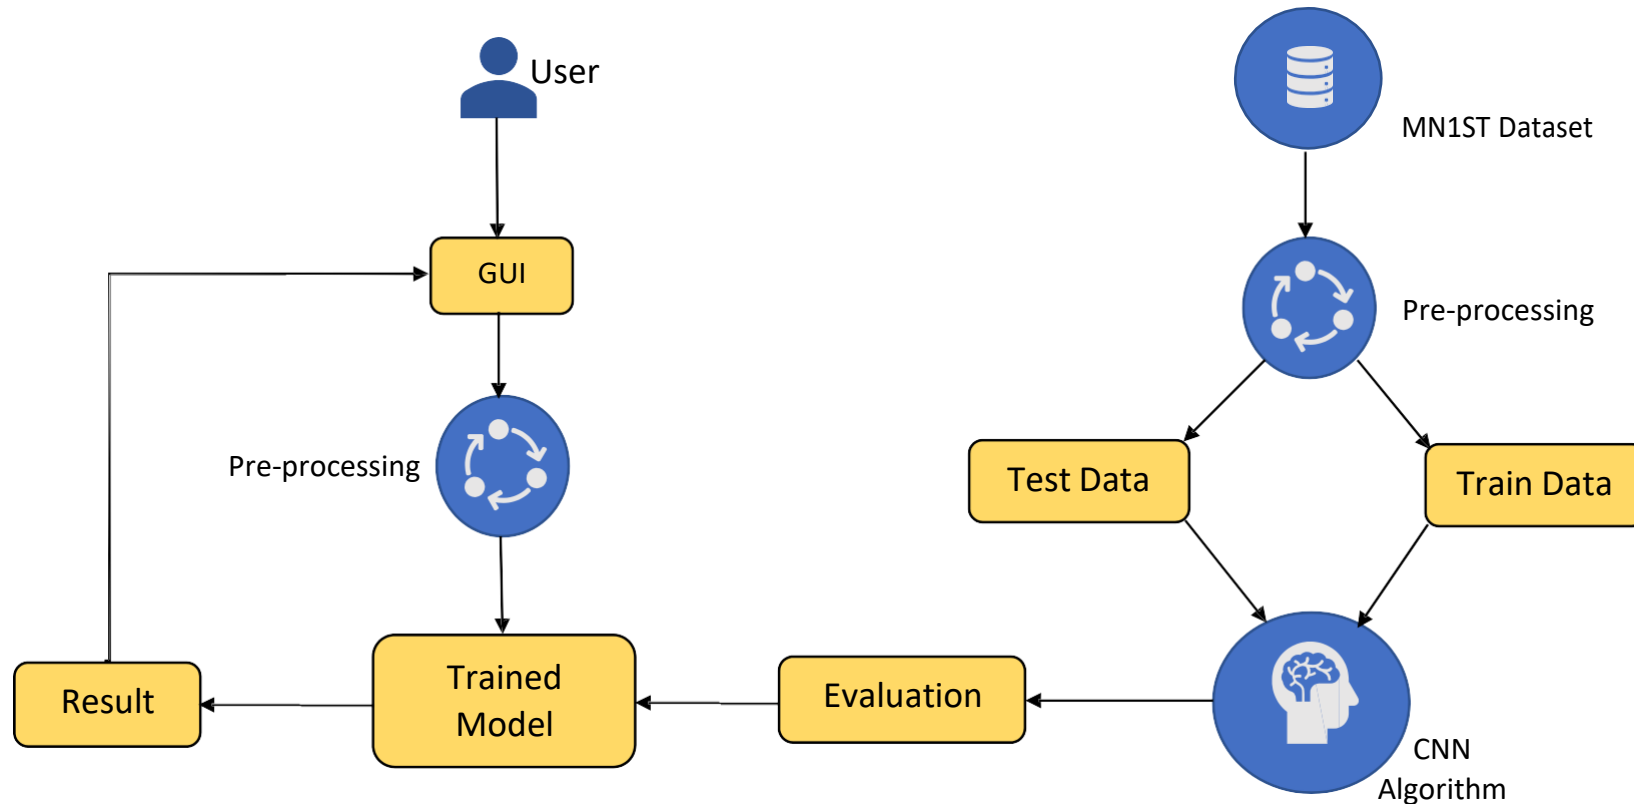 User
MN1ST Dataset
GUI
Pre-processing
Pre-processing
Test Data
Train Data
Trained
Model
Evaluation
Result
CNN
Algorithm